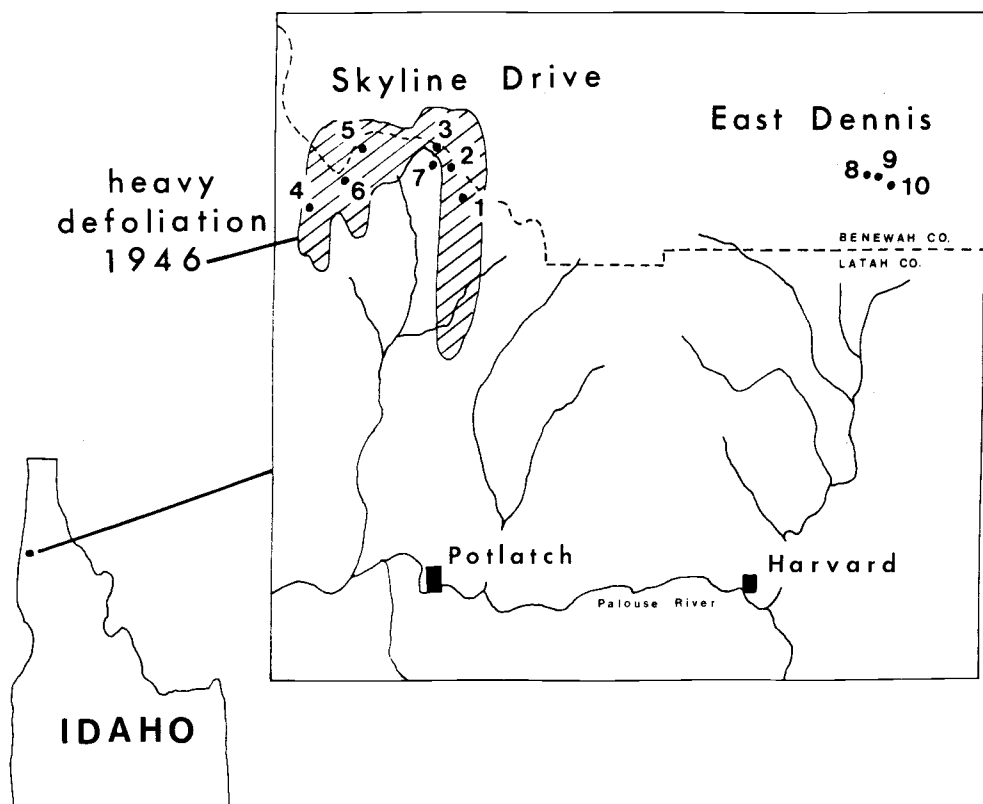 Skyline Drive
East Dennis
heavy
defoliation
1946
5
3
2
4
6
7
1
8
9
10
BENEWAH CO.
LATAH CO.
Potlatch
Harvard
Palouse River
IDAHO